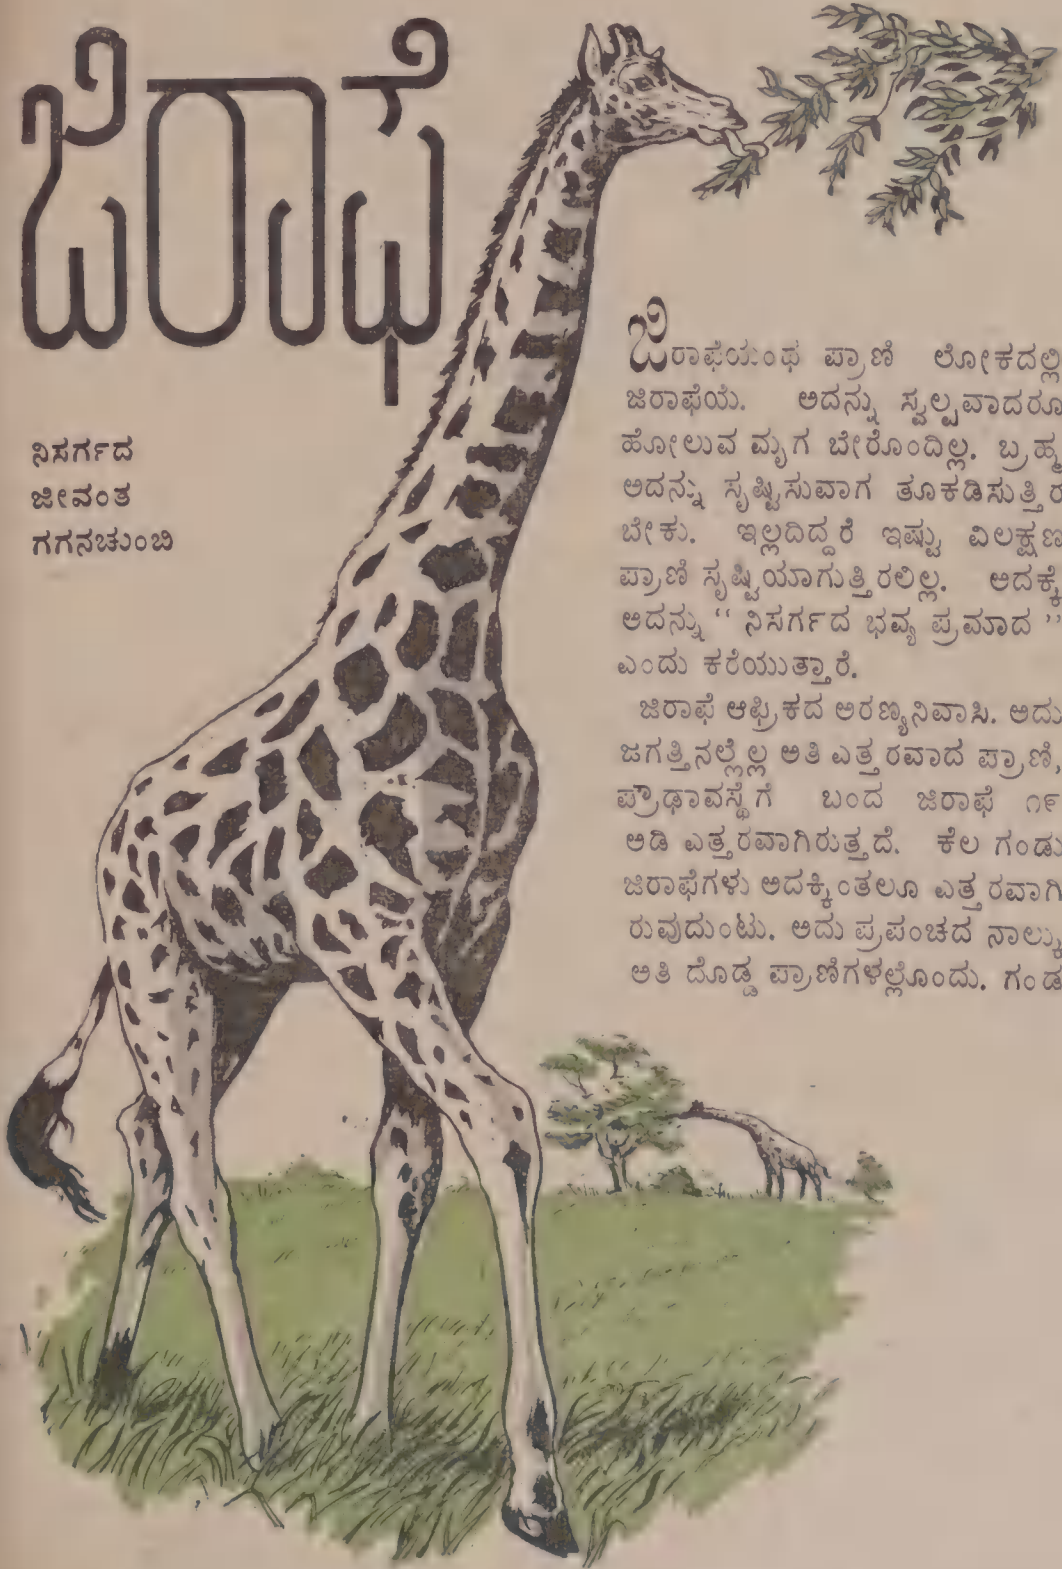 ಜಿರಾಫೆ
ನಿಸರ್ಗದ
ಜೀವಂತ
ಗಗನಚುಂಬಿ
ಜಿರಾಫೆಯಂಥ ಪ್ರಾಣಿ ಲೋಕದಲ್ಲಿ
ಜಿರಾಫೆಯೆ. ಅದನ್ನು ಸ್ವಲ್ಪವಾದರೂ
ಹೋಲುವ ಮೃಗ ಬೇರೊಂದಿಲ್ಲ. ಬ್ರಹ್ಮ
ಅದನ್ನು ಸೃಷ್ಟಿಸುವಾಗ ತೂಕಡಿಸುತ್ತಿರ
ಬೇಕು. ಇಲ್ಲದಿದ್ದರೆ ಇಷ್ಟು ವಿಲಕ್ಷಣ
ಪ್ರಾಣಿ ಸೃಷ್ಟಿಯಾಗುತ್ತಿರಲಿಲ್ಲ. ಅದಕ್ಕೆ
ಅದನ್ನು “ ನಿಸರ್ಗದ ಭವ್ಯ ಪ್ರಮಾದ ”
ಎಂದು ಕರೆಯುತ್ತಾರೆ.
ಜಿರಾಫೆ ಆಫ್ರಿಕದ ಅರಣ್ಯನಿವಾಸಿ. ಅದು
ಜಗತ್ತಿನಲ್ಲೆಲ್ಲ ಅತಿ ಎತ್ತರವಾದ ಪ್ರಾಣಿ,
ಪ್ರೌಢಾವಸ್ಥೆಗೆ ಬಂದ ಜಿರಾಫೆ ೧೯
ಅಡಿ ಎತ್ತರವಾಗಿರುತ್ತದೆ. ಕೆಲ ಗಂಡು
ಜಿರಾಫೆಗಳು ಅದಕ್ಕಿಂತಲೂ ಎತ್ತರವಾಗಿ
ರುವುದುಂಟು. ಅದು ಪ್ರಪಂಚದ ನಾಲ್ಕು
ಅತಿ ದೊಡ್ಡ ಪ್ರಾಣಿಗಳಲ್ಲೊಂದು. ಗಂಡ